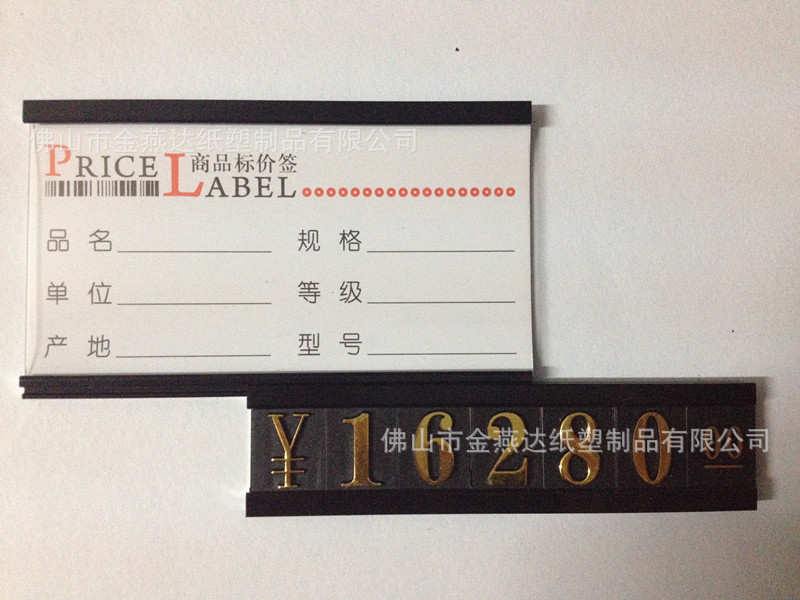 佛山市金燕达纸塑制品有限公司
PRICE LABEL 商品标价签
品名 规格
单位 等级
产地 型号
¥16280 00
佛山市金燕达纸塑制品有限公司